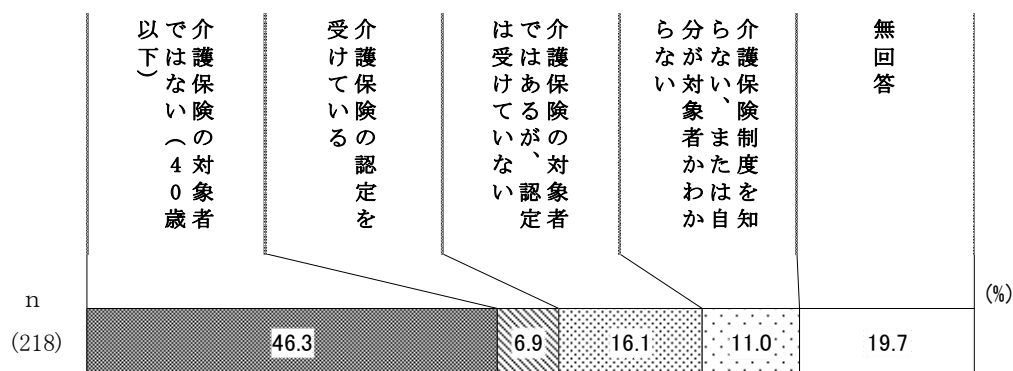 介護保険の対象者
ではない（４０歳
以下）
介護保険の認定を
受けている
介護保険の対象者
ではあるが、認定
は受けていない
介護保険制度を知
らない、または自
分が対象者かわか
らない
無回答
(%)
n
(218)
46.3
6.9
16.1
11.0
19.7